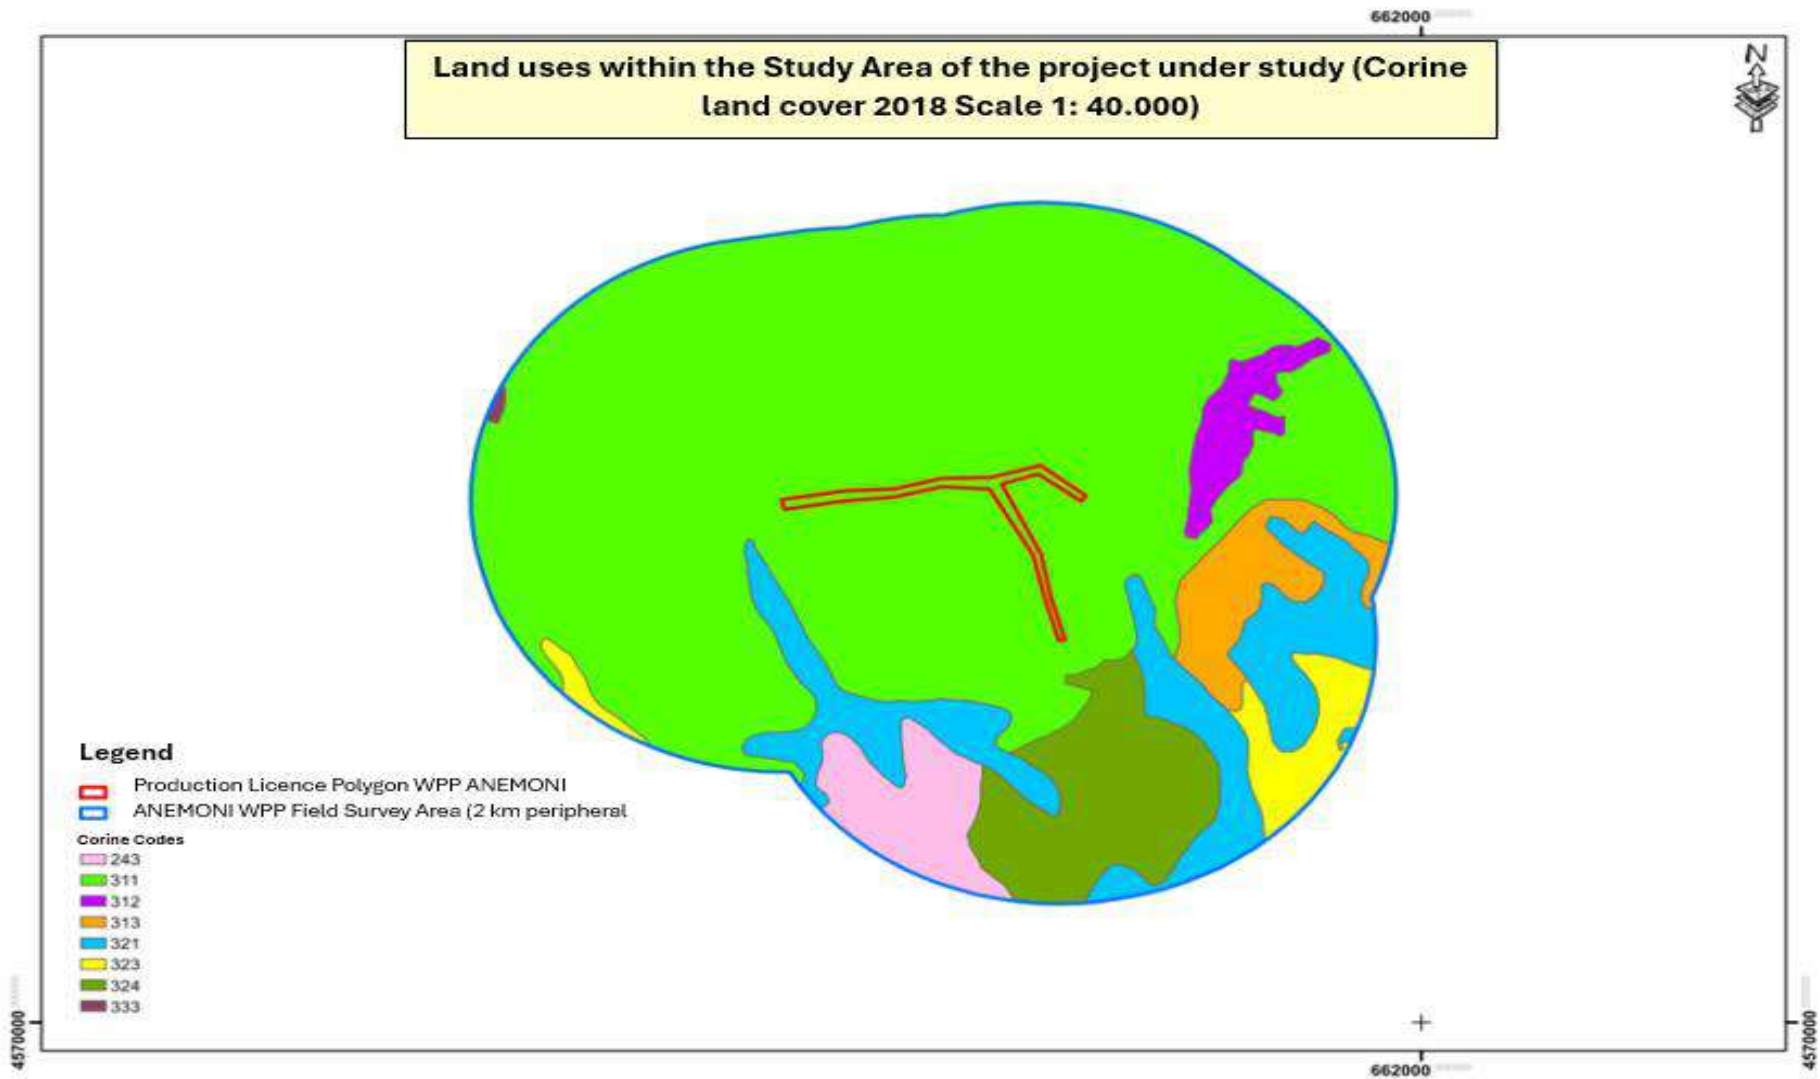 662000
N
Land uses within the Study Area of the project under study (Corine
land cover 2018 Scale 1: 40.000)
Legend
Production Licence Polygon WPP ANEMONI
ANEMONI WPP Field Survey Area (2 km peripheral
Corine Codes
243
311
312
313
321
323
324
333
4570000
4570000
662000